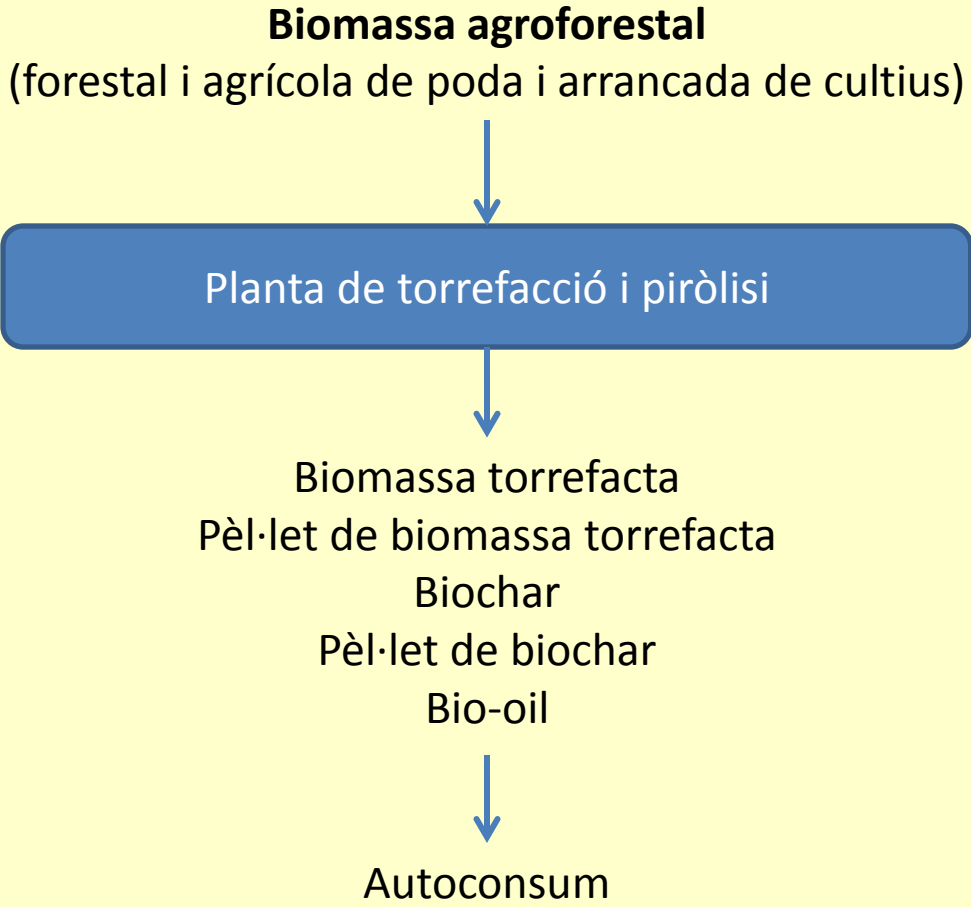 Biomassa agroforestal
(forestal i agrícola de poda i arrancada de cultius)
Planta de torrefacció i piròlisi
Biomassa torrefacta
Pèl·let de biomassa torrefacta
Biochar
Pèl·let de biochar
Bio-oil
Autoconsum